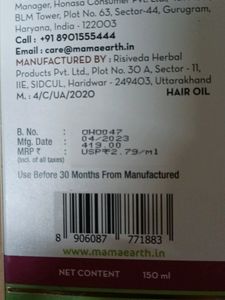 Manager, Honasa Consumer Pvt. Ltd.,
BLM Tower, Plot No. 63, Sector-44, Gurugram,
Haryana, India - 122003
Call : +91 8901555444
Email : care@mamaearth.in
MANUFACTURED BY : Risiveda Herbal
Products Pvt. Ltd., Plot No. 30 A, Sector - 11,
IIE, SIDCUL, Haridwar - 249403, Uttarakhand
M.: 4/C/UA/2020 HAIR OIL
B. No. : OHO047
Mfg. Date : 04/2023
MRP ₹ : 419.00
(Incl. of all taxes) USP₹2.79/ml
Use Before 30 Months From Manufactured
8 906087 771883
www.mamaearth.in
NET CONTENT 150 ml